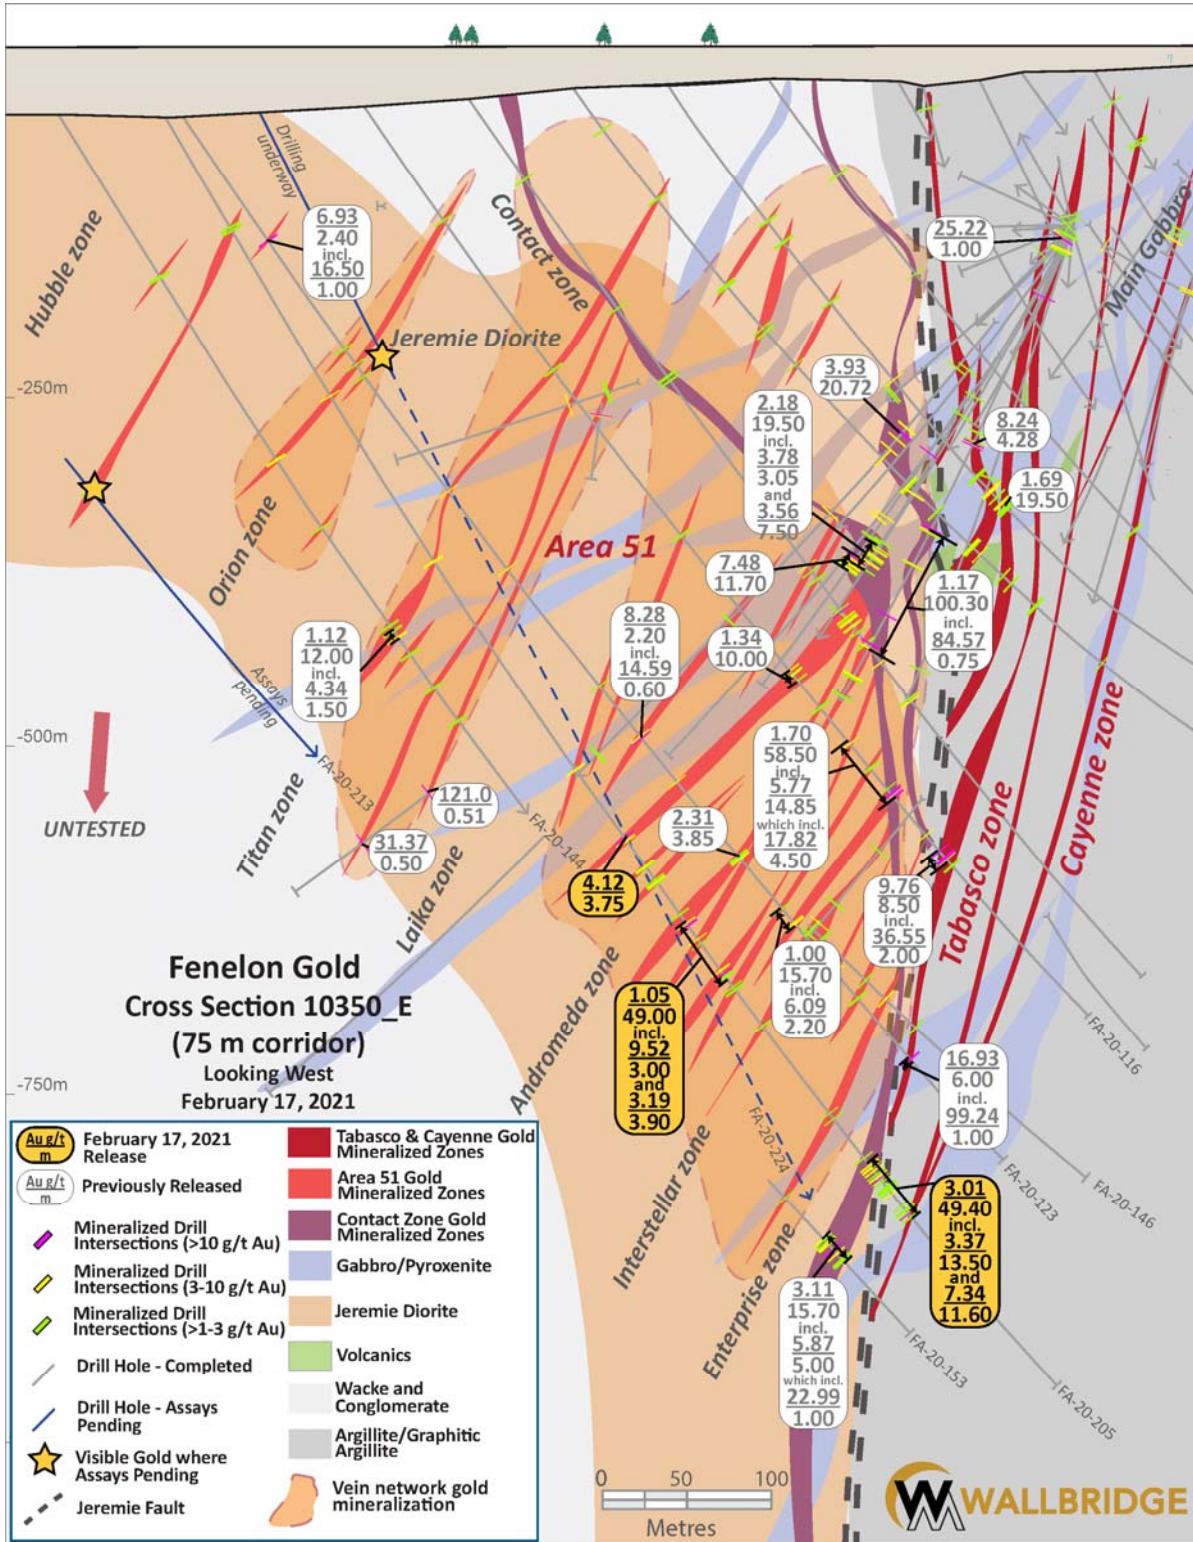 Drilling
underway
Hubble zone
6.93
2.40
incl.
16.50
1.00
Contact zone
25.22
1.00
Main Gabbro
Jeremie Diorite
-250m
3.93
20.72
2.18
19.50
incl.
3.78
3.05
and
3.56
7.50
8.24
4.28
1.69
19.50
Orion zone
Area 51
7.48
11.70
1.17
100.30
incl.
84.57
0.75
8.28
2.20
incl.
14.59
0.60
1.34
10.00
1.12
12.00
incl.
4.34
1.50
Assays
pending
-500m
UNTESTED
FA-20-213
Titan zone
121.0
0.51
31.37
0.50
FA-20-144
Laika zone
1.70
58.50
incl.
5.77
14.85
which incl.
17.82
4.50
2.31
3.85
4.12
3.75
9.76
8.50
incl.
36.55
2.00
Tabasco zone
Cayenne zone
Fenelon Gold
Cross Section 10350_E
(75 m corridor)
Looking West
February 17, 2021
-750m
Andromeda zone
1.05
49.00
incl.
9.52
3.00
and
3.19
3.90
1.00
15.70
incl.
6.09
2.20
16.93
6.00
incl.
99.24
1.00
FA-20-116
FA-20-224
FA-20-123
FA-20-146
Interstellar zone
Enterprise zone
3.01
49.40
incl.
3.37
13.50
and
7.34
11.60
3.11
15.70
incl.
5.87
5.00
which incl.
22.99
1.00
FA-20-153
FA-20-205
Au g/t
m
February 17, 2021
Release
Au g/t
m
Previously Released
Mineralized Drill
Intersections (>10 g/t Au)
Mineralized Drill
Intersections (3-10 g/t Au)
Mineralized Drill
Intersections (>1-3 g/t Au)
Drill Hole - Completed
Drill Hole - Assays
Pending
Visible Gold where
Assays Pending
Jeremie Fault
Tabasco & Cayenne Gold
Mineralized Zones
Area 51 Gold
Mineralized Zones
Contact Zone Gold
Mineralized Zones
Gabbro/Pyroxenite
Jeremie Diorite
Volcanics
Wacke and
Conglomerate
Argillite/Graphitic
Argillite
Vein network gold
mineralization
0 50 100
Metres
WALLBRIDGE